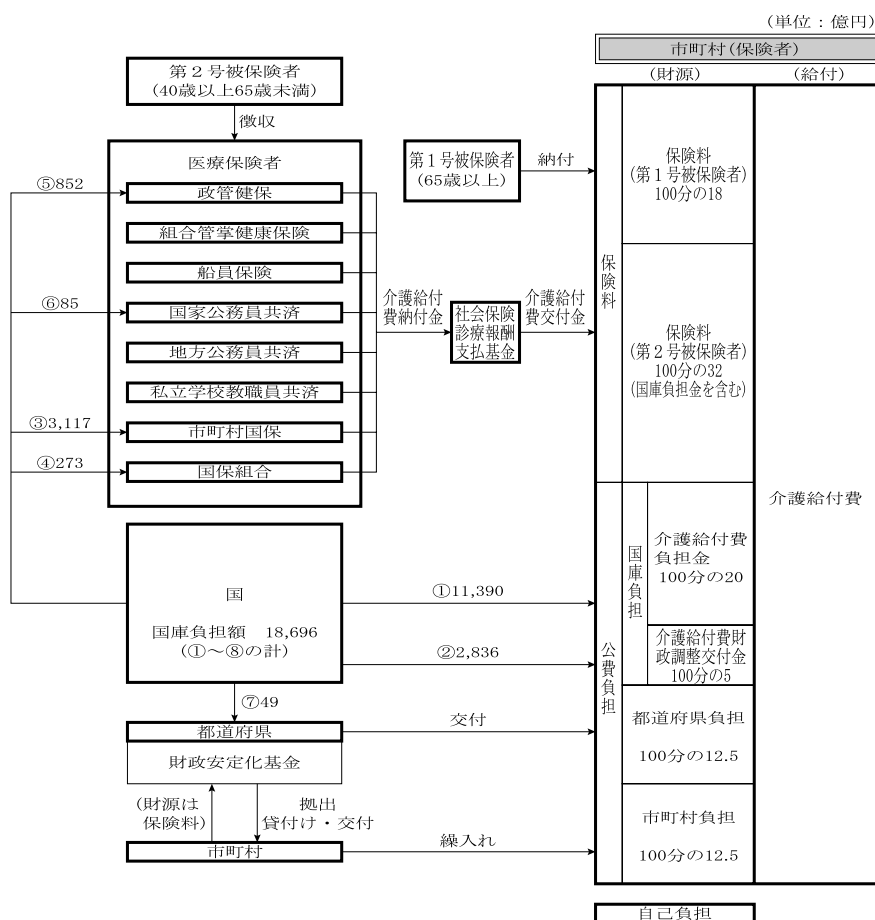 (単位：億円)
市町村(保険者)
(財源)
(給付)
第２号被保険者
(40歳以上65歳未満)
徴収
医療保険者
⑤852
政管健保
組合管掌健康保険
船員保険
⑥85
国家公務員共済
地方公務員共済
私立学校教職員共済
③3,117
市町村国保
④273
国保組合
介護給付
費納付金
社会保険
診療報酬
支払基金
介護給付
費交付金
第１号被保険者
(65歳以上)
納付
保険料
保険料
(第１号被保険者)
100分の18
保険料
(第２号被保険者)
100分の32
(国庫負担金を含む)
介護給付費
国
国庫負担額　18,696
(①～⑧の計)
①11,390
②2,836
公費負担
国庫負担
介護給付費
負担金
100分の20
介護給付費財
政調整交付金
100分の5
⑦49
都道府県
財政安定化基金
交付
都道府県負担
100分の12.5
(財源は
保険料)
拠出
貸付け・交付
市町村
繰入れ
市町村負担
100分の12.5
自己負担